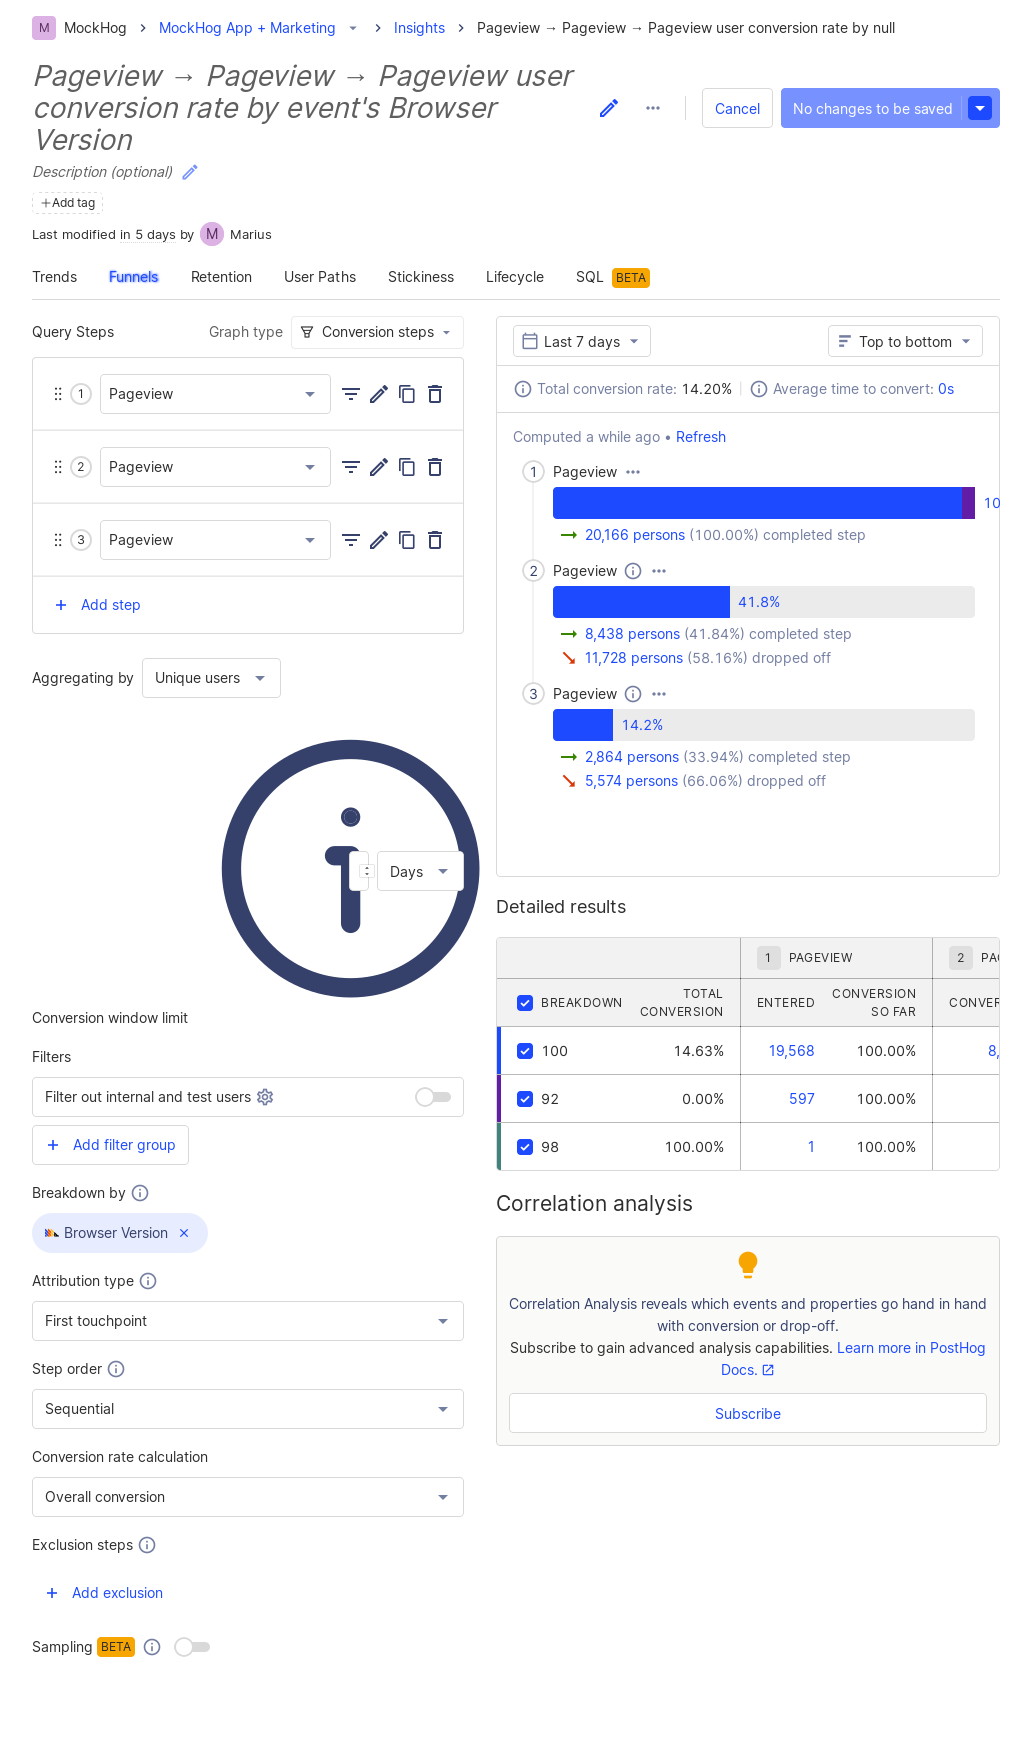 M MockHog > MockHog App + Marketing > Insights > Pageview → Pageview → Pageview user conversion rate by null
Pageview → Pageview → Pageview user
conversion rate by event's Browser
Version
Cancel
No changes to be saved
Description (optional)
+Add tag
Last modified in 5 days by M Marius
Trends Funnels Retention User Paths Stickiness Lifecycle SQL BETA
Query Steps
Graph type Conversion steps
1 Pageview
2 Pageview
3 Pageview
+ Add step
Aggregating by Unique users
Days
Conversion window limit
Filters
Filter out internal and test users
+ Add filter group
Breakdown by
Browser Version ×
Attribution type
First touchpoint
Step order
Sequential
Conversion rate calculation
Overall conversion
Exclusion steps
+ Add exclusion
Sampling BETA
Last 7 days
Top to bottom
Total conversion rate: 14.20% Average time to convert: 0s
Computed a while ago • Refresh
1 Pageview
10
20,166 persons (100.00%) completed step
2 Pageview
41.8%
8,438 persons (41.84%) completed step
11,728 persons (58.16%) dropped off
3 Pageview
14.2%
2,864 persons (33.94%) completed step
5,574 persons (66.06%) dropped off
Detailed results
1 PAGEVIEW 2
BREAKDOWN TOTAL CONVERSION ENTERED CONVERSION SO FAR
100 14.63% 19,568 100.00% 8,
92 0.00% 597 100.00%
98 100.00% 1 100.00%
Correlation analysis
Correlation Analysis reveals which events and properties go hand in hand
with conversion or drop-off.
Subscribe to gain advanced analysis capabilities. Learn more in PostHog
Docs.
Subscribe